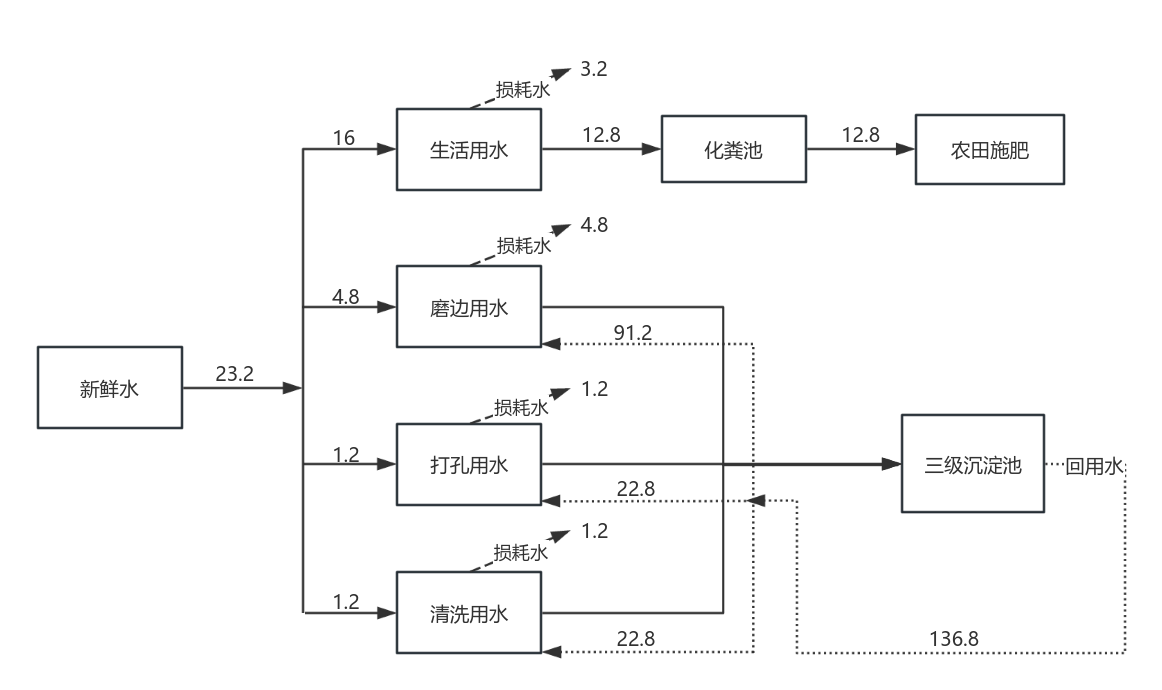 损耗水
3.2
16
生活用水
12.8
化粪池
12.8
农田施肥
损耗水
4.8
4.8
磨边用水
91.2
新鲜水
23.2
损耗水
1.2
1.2
打孔用水
22.8
三级沉淀池
回用水
损耗水
1.2
1.2
清洗用水
22.8
136.8